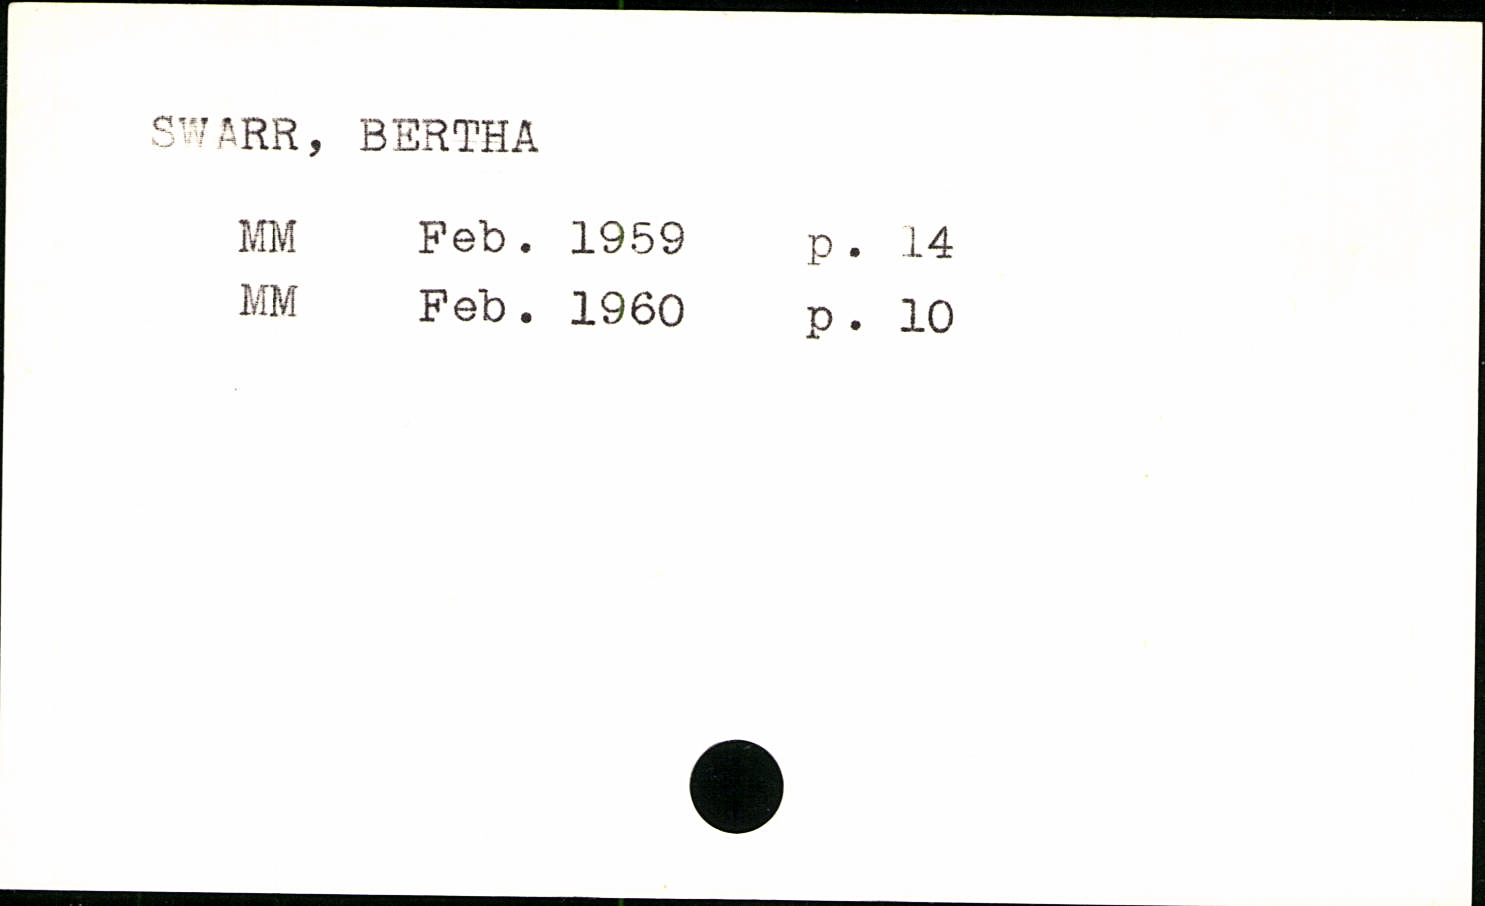 SWARR, BERTHA
MM Feb. 1959 p. 14
MM Feb. 1960 p. 10